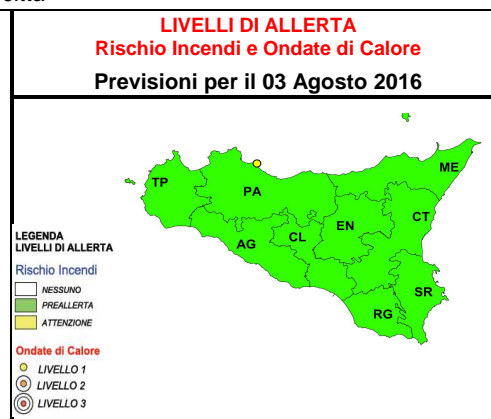 LIVELLI DI ALLERTA
Rischio Incendi e Ondate di Calore
Previsioni per il 03 Agosto 2016
ME
TP
PA
CT
EN
CL
AG
SR
RG
LEGENDA
LIVELLI DI ALLERTA
Rischio Incendi
NESSUNO
PREALLERTA
ATTENZIONE
Ondate di Calore
LIVELLO 1
LIVELLO 2
LIVELLO 3